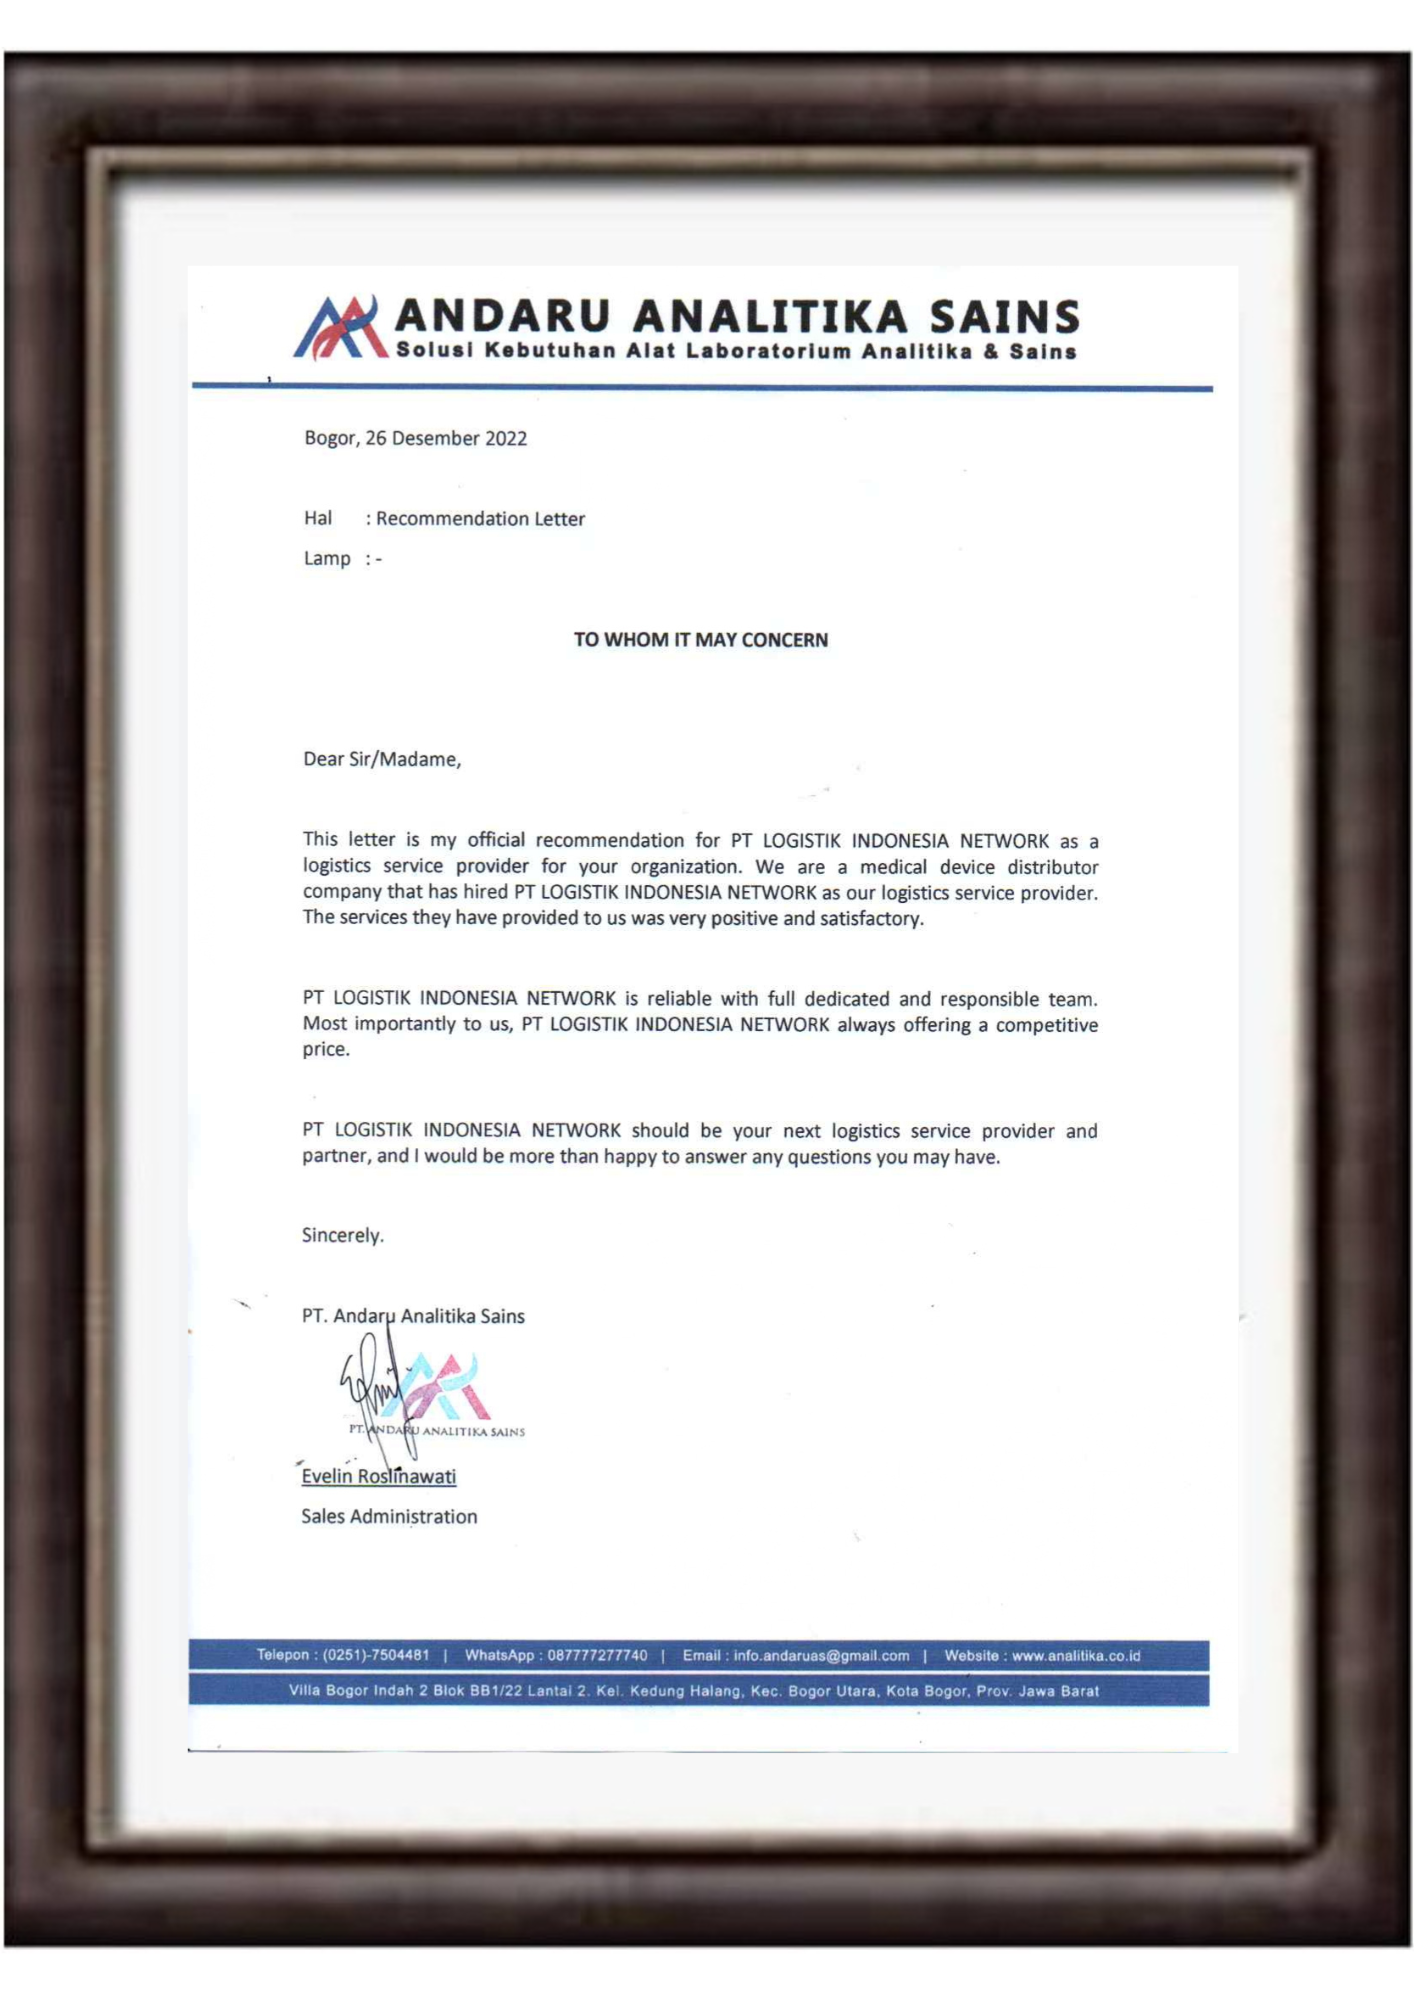 ANDARU ANALITIKA SAINS
Solusi Kebutuhan Alat Laboratorium Analitika & Sains
Bogor, 26 Desember 2022
Hal : Recommendation Letter
Lamp : -
TO WHOM IT MAY CONCERN
Dear Sir/Madame,
This letter is my official recommendation for PT LOGISTIK INDONESIA NETWORK as a
logistics service provider for your organization. We are a medical device distributor
company that has hired PT LOGISTIK INDONESIA NETWORK as our logistics service provider.
The services they have provided to us was very positive and satisfactory.
PT LOGISTIK INDONESIA NETWORK is reliable with full dedicated and responsible team.
Most importantly to us, PT LOGISTIK INDONESIA NETWORK always offering a competitive
price.
PT LOGISTIK INDONESIA NETWORK should be your next logistics service provider and
partner, and I would be more than happy to answer any questions you may have.
Sincerely.
PT. Andaru Analitika Sains
PT. ANDARU ANALITIKA SAINS
Evelin Roslinawati
Sales Administration
Telepon : (0251)-7504481 | WhatsApp : 087777277740 | Email : info.andaruas@gmail.com | Website : www.analitika.co.id
Villa Bogor Indah 2 Blok BB1/22 Lantai 2. Kel. Kedung Halang, Kec. Bogor Utara, Kota Bogor, Prov. Jawa Barat